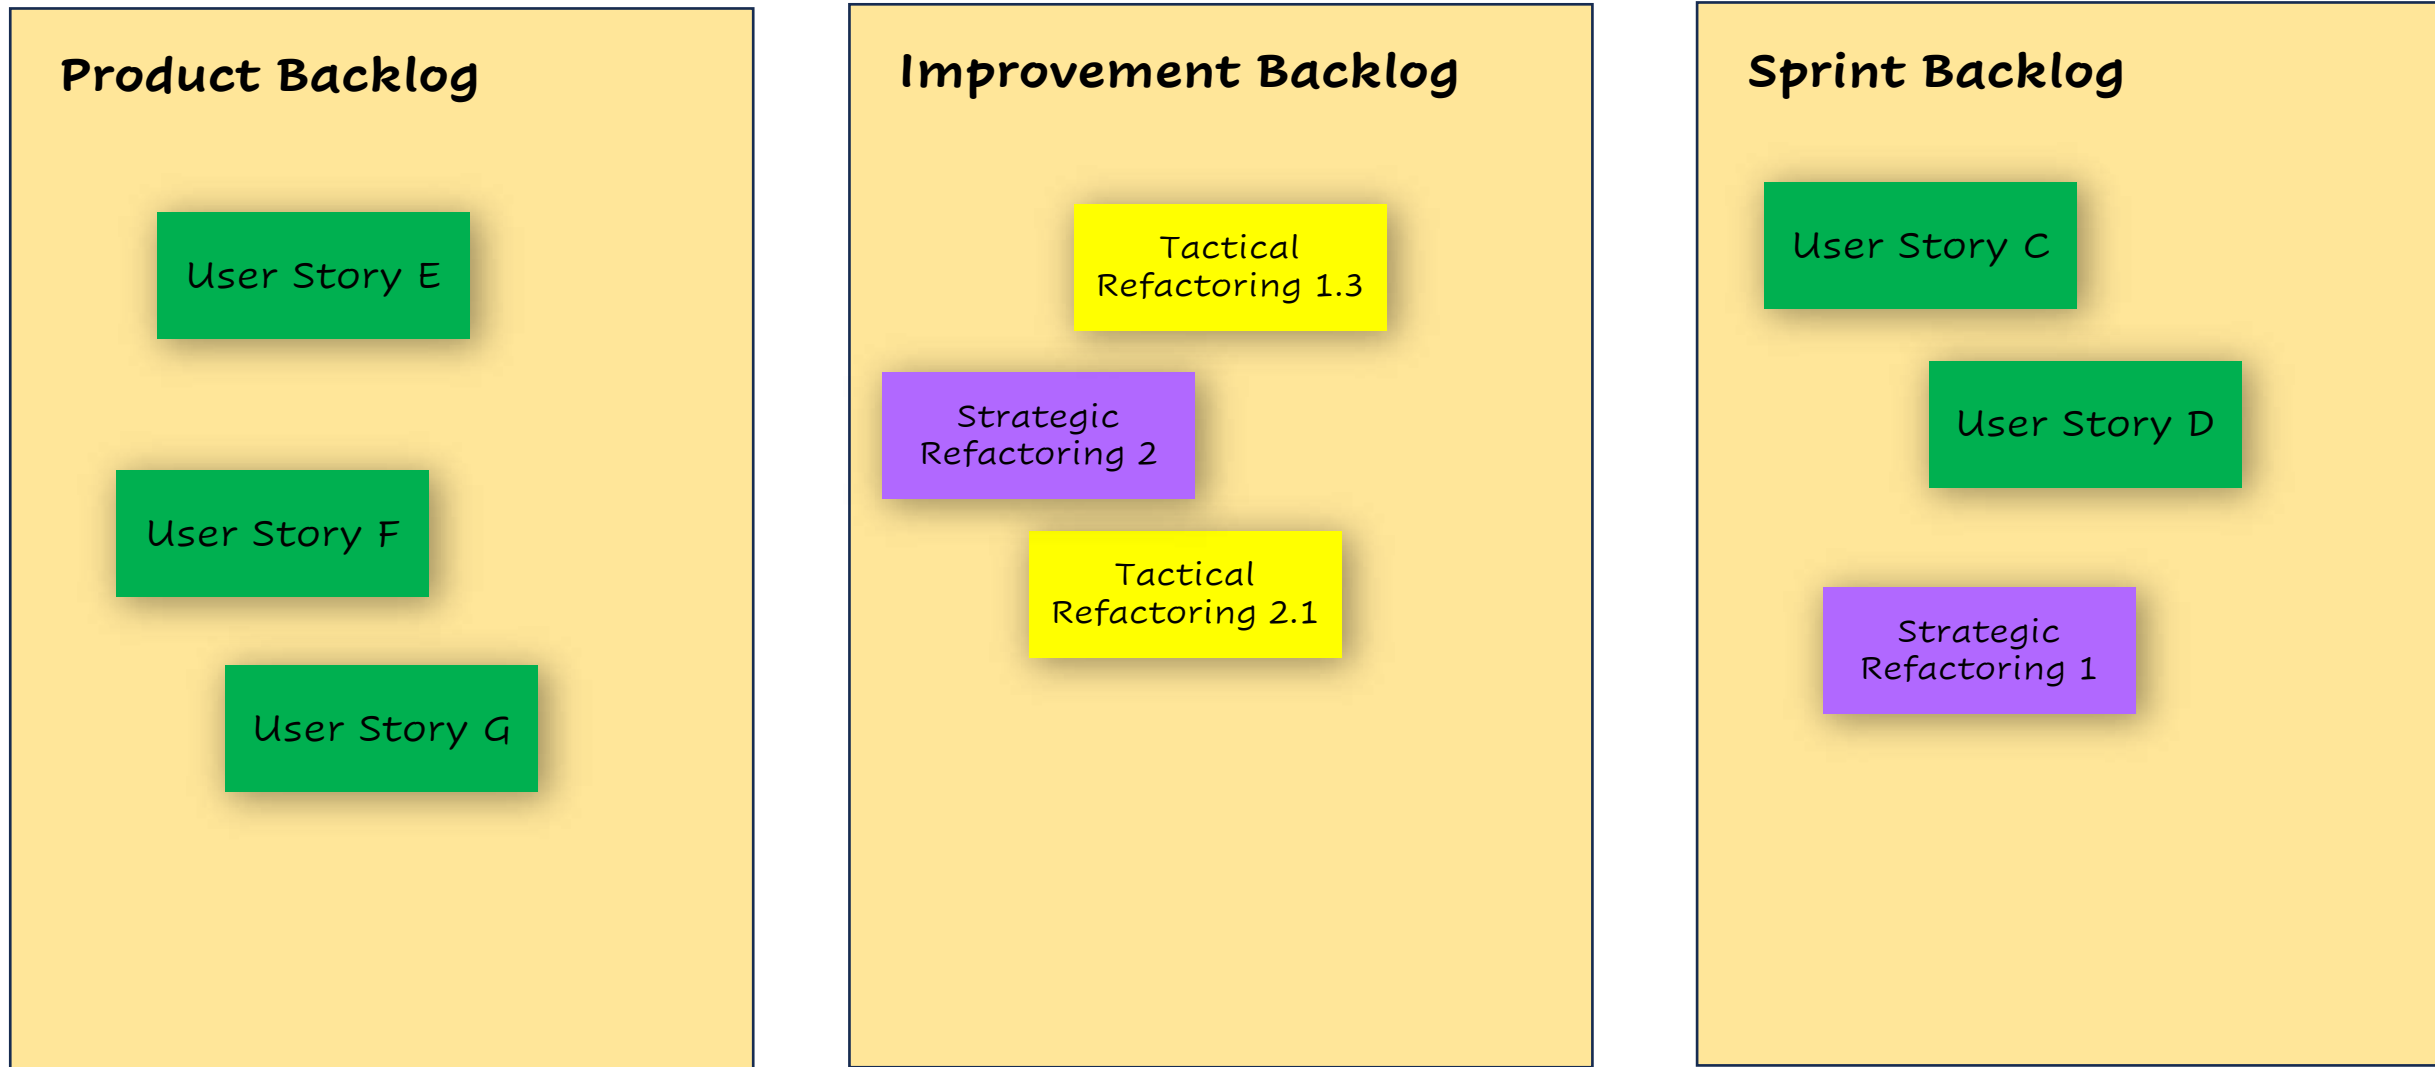 Product Backlog
User Story E
User Story F
User Story G
Improvement Backlog
Tactical
Refactoring 1.3
Strategic
Refactoring 2
Tactical
Refactoring 2.1
Sprint Backlog
User Story C
User Story D
Strategic
Refactoring 1